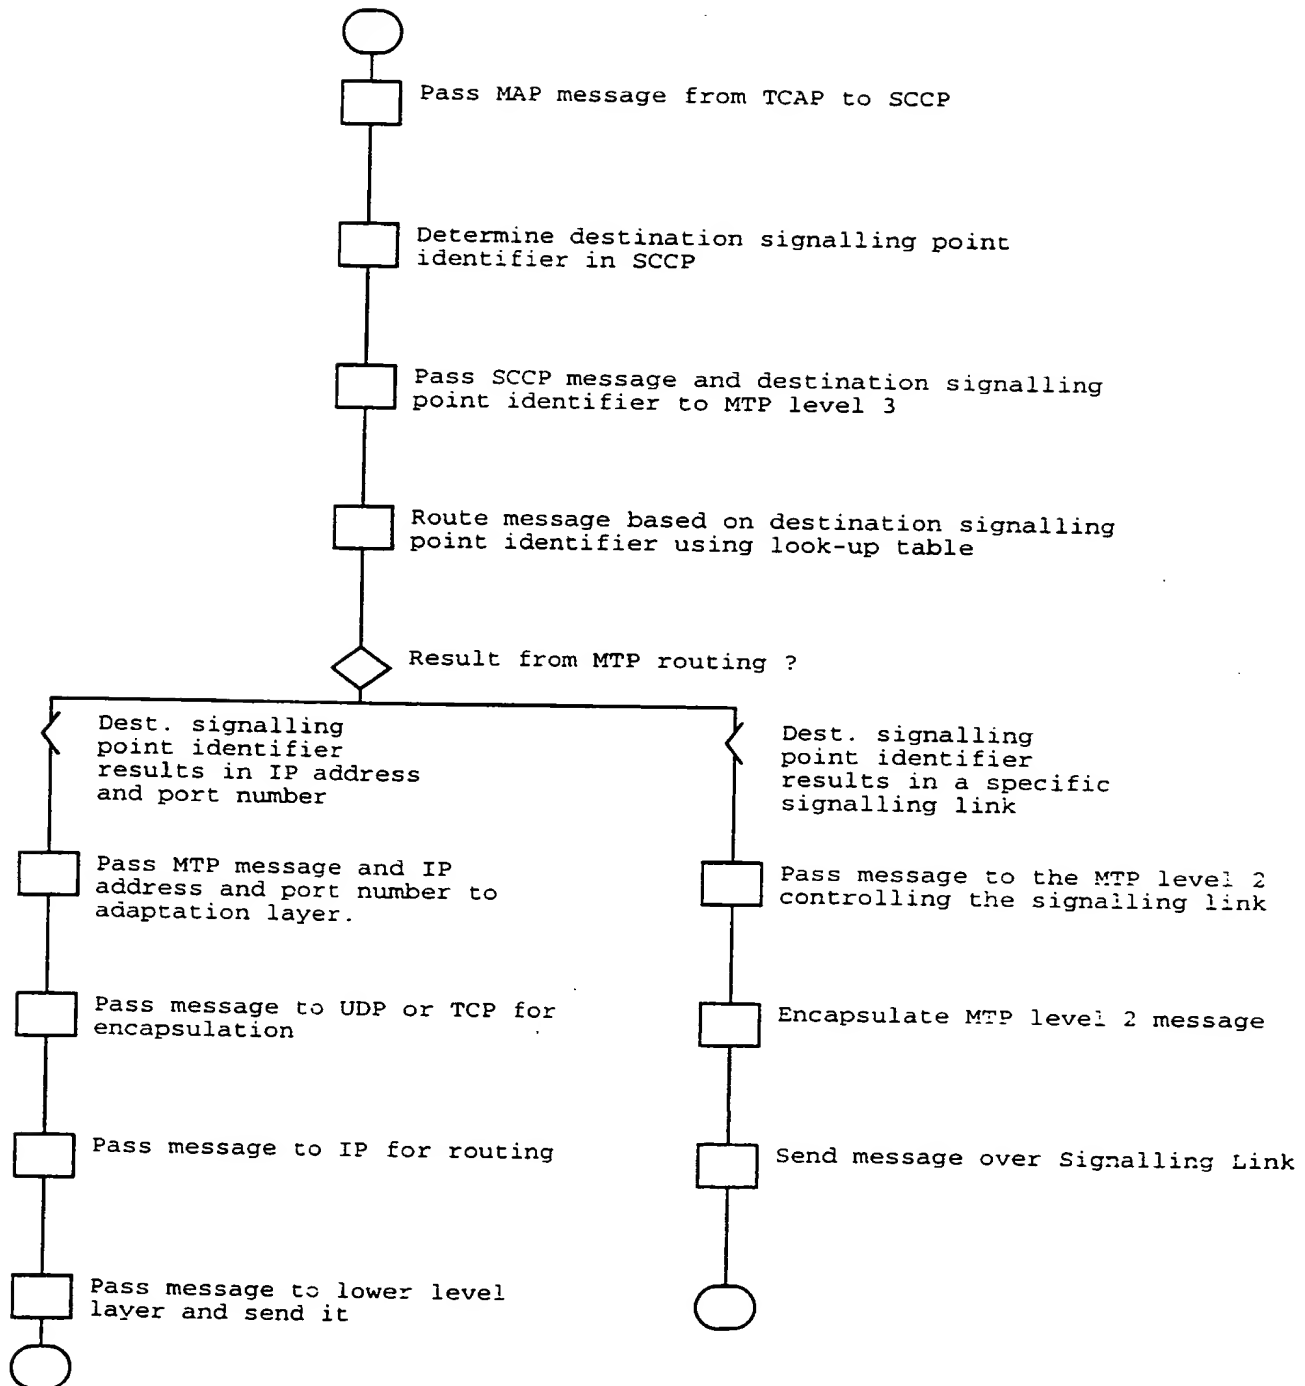 Pass MAP message from TCAP to SCCP
Determine destination signalling point
identifier in SCCP
Pass SCCP message and destination signalling
point identifier to MTP level 3
Route message based on destination signalling
point identifier using look-up table
Result from MTP routing ?
Dest. signalling
point identifier
results in IP address
and port number
Pass MTP message and IP
address and port number to
adaptation layer.
Pass message to UDP or TCP for
encapsulation
Pass message to IP for routing
Pass message to lower level
layer and send it
Dest. signalling
point identifier
results in a specific
signalling link
Pass message to the MTP level 2
controlling the signalling link
Encapsulate MTP level 2 message
Send message over Signalling Link